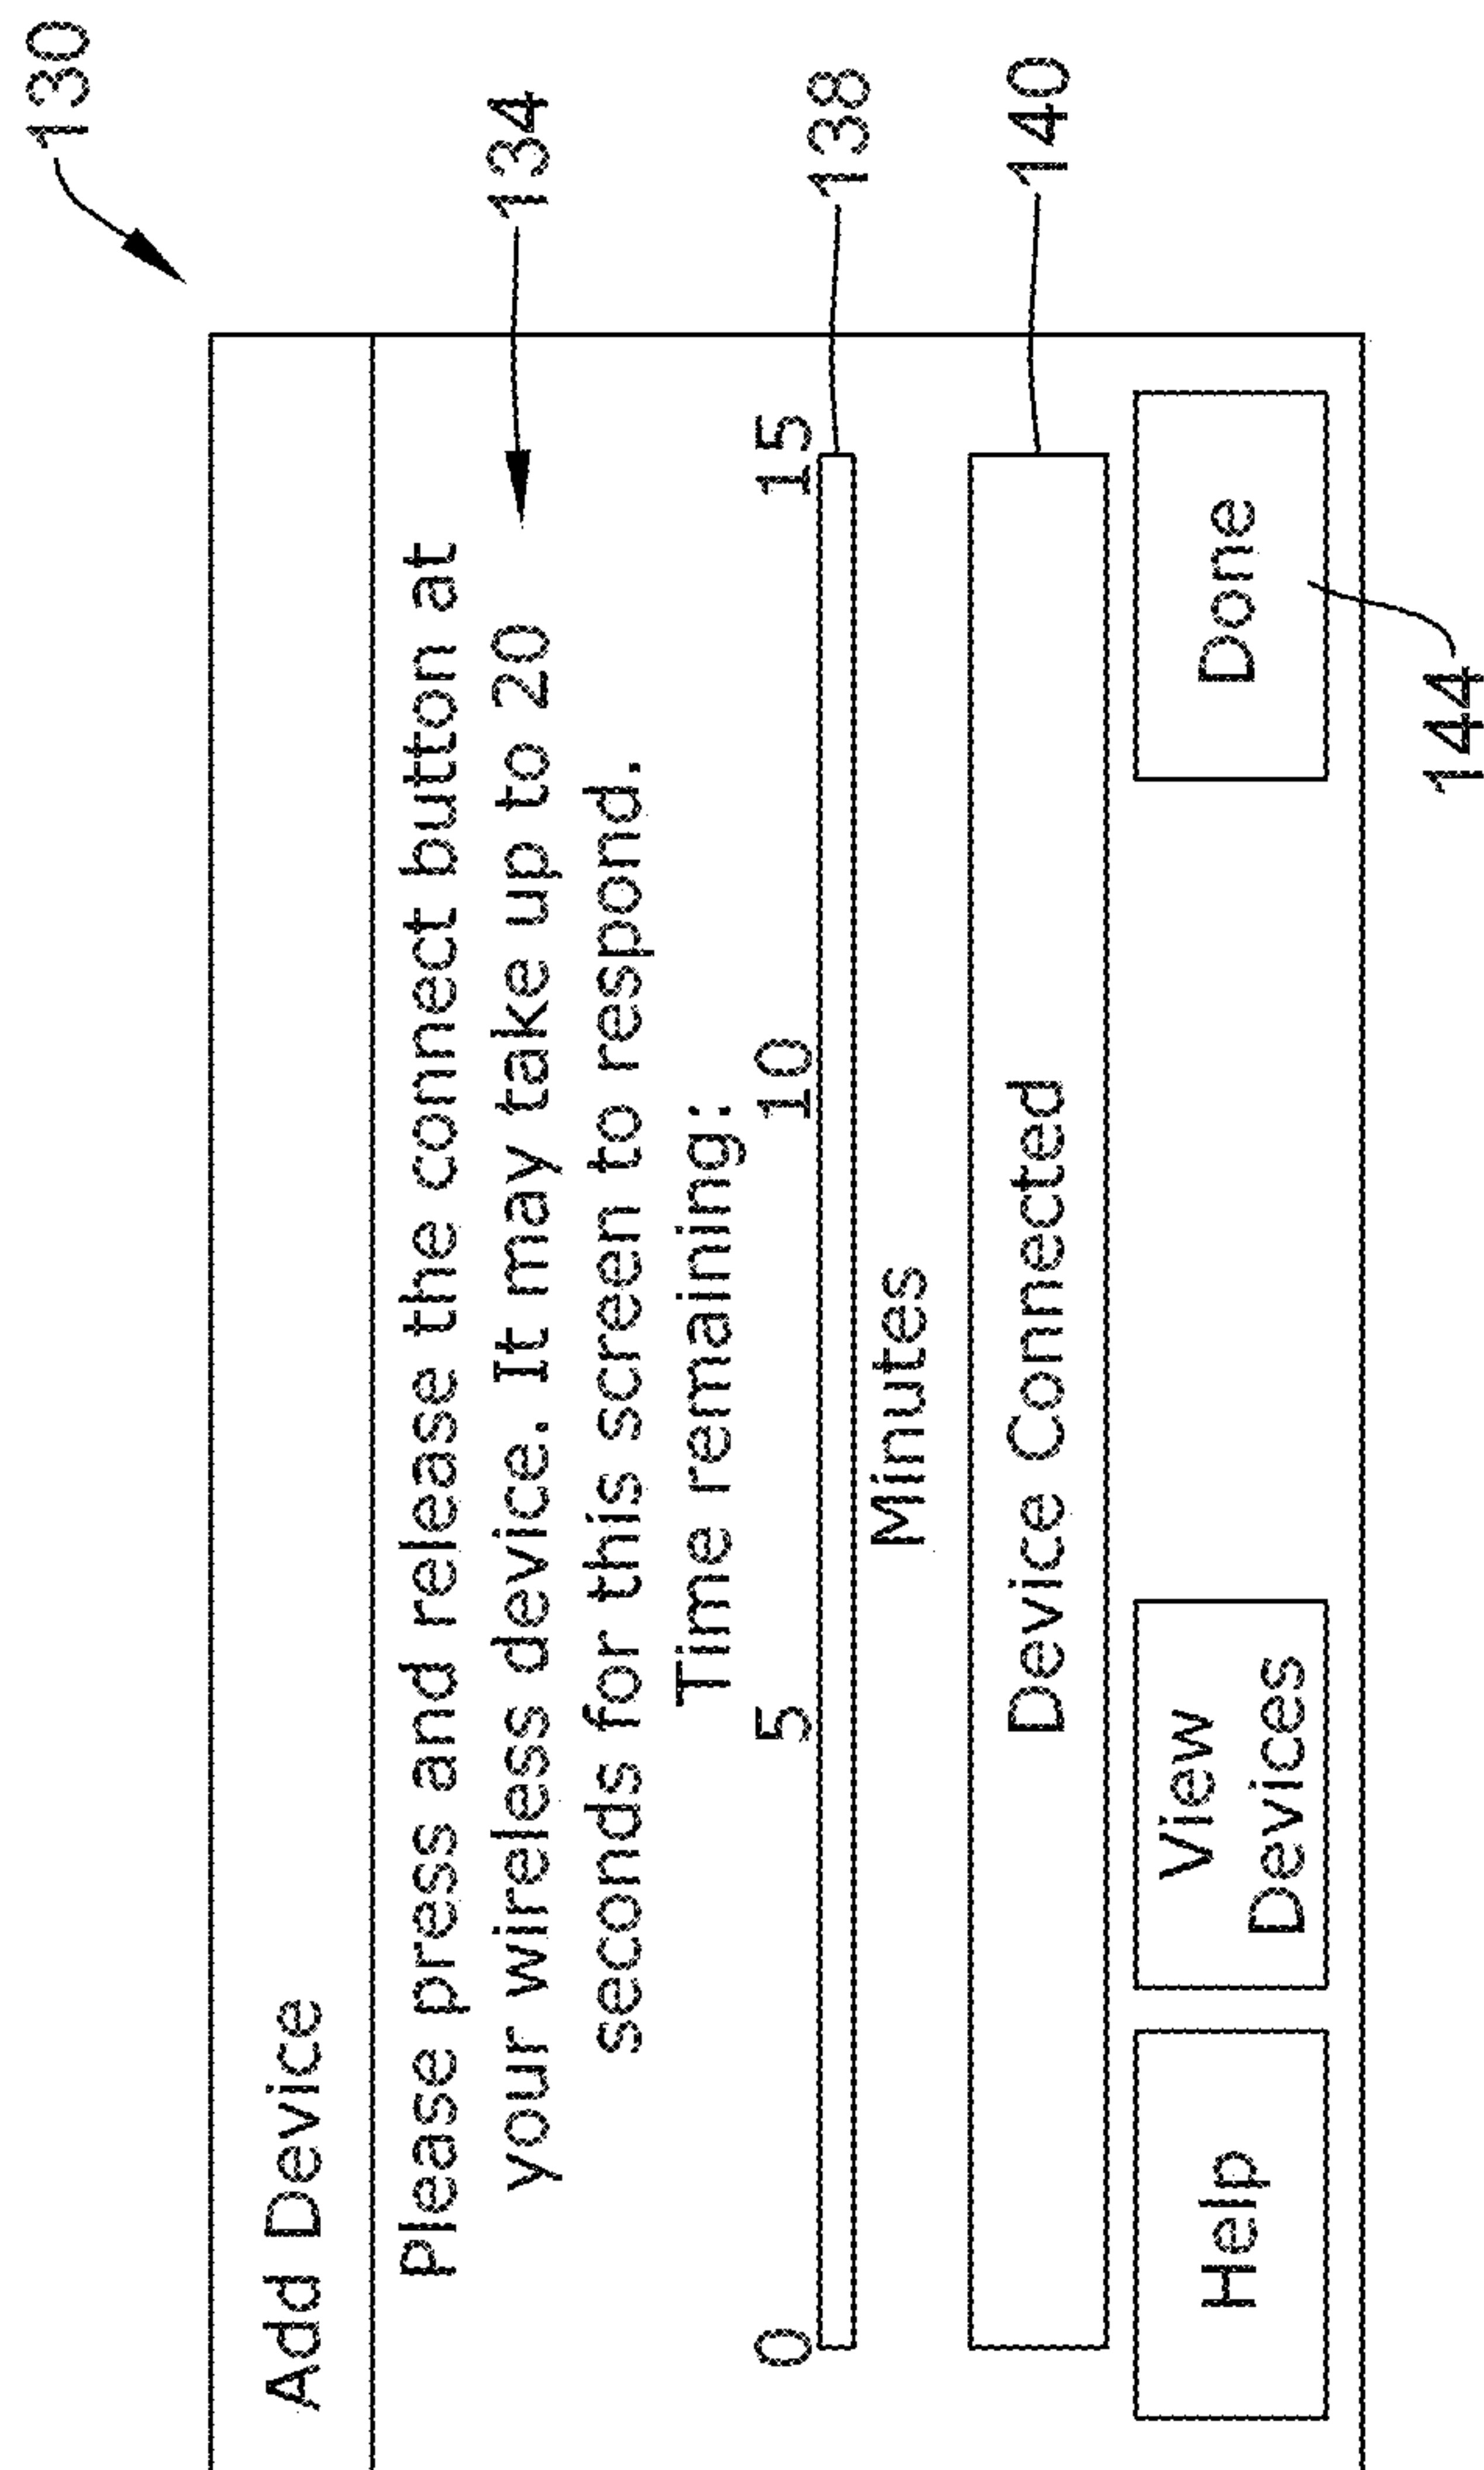 130
Add Device
Please press and release the connect button at
your wireless device. It may take up to 20
seconds for this screen to respond.
134
Time remaining:
0 5 10 15
138
Minutes
Device Connected
140
Help
View
Devices
Done
144